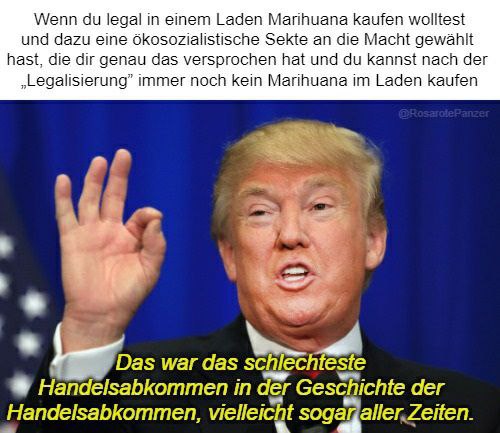 Wenn du legal in einem Laden Marihuana kaufen wolltest
und dazu eine ökosozialistische Sekte an die Macht gewählt
hast, die dir genau das versprochen hat und du kannst nach der
„Legalisierung” immer noch kein Marihuana im Laden kaufen
@RosarotePanzer
Das war das schlechteste
Handelsabkommen in der Geschichte der
Handelsabkommen, vielleicht sogar aller Zeiten.